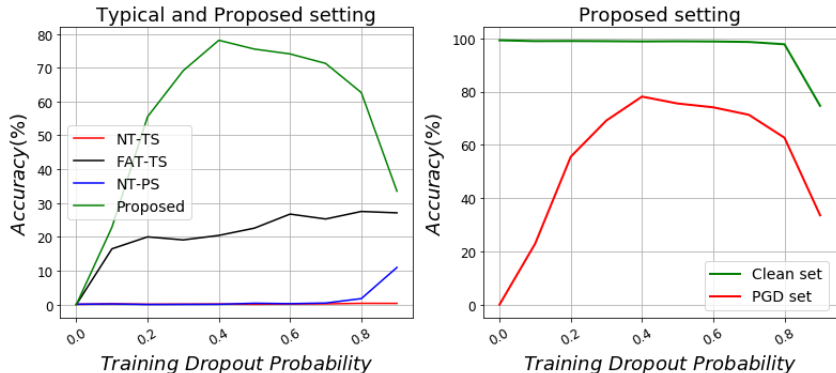 Typical and Proposed setting
80
70
60
50
40
30
20
10
0
Accuracy(%)
NT-TS
FAT-TS
NT-PS
Proposed
0.0 0.2 0.4 0.6 0.8
Training Dropout Probability
Proposed setting
100
80
60
40
20
0
Accuracy(%)
Clean set
PGD set
0.0 0.2 0.4 0.6 0.8
Training Dropout Probability